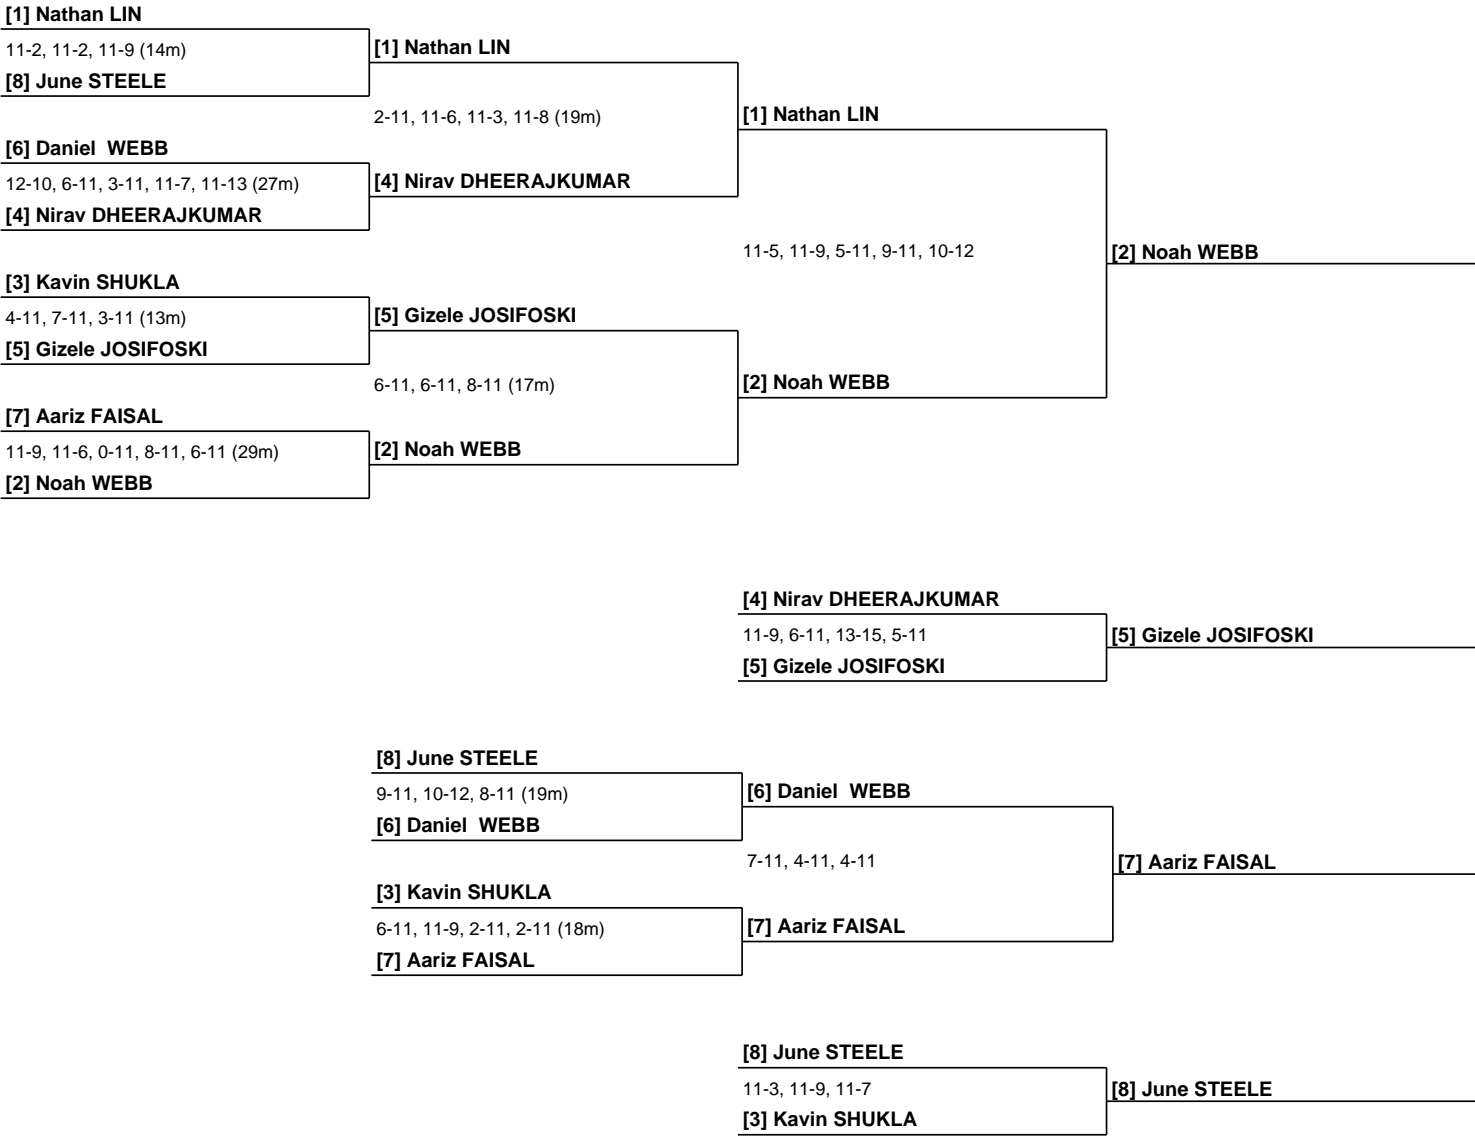 [1] Nathan LIN
11-2, 11-2, 11-9 (14m)
[8] June STEELE
[1] Nathan LIN
2-11, 11-6, 11-3, 11-8 (19m)
[1] Nathan LIN
[6] Daniel  WEBB
12-10, 6-11, 3-11, 11-7, 11-13 (27m)
[4] Nirav DHEERAJKUMAR
[4] Nirav DHEERAJKUMAR
11-5, 11-9, 5-11, 9-11, 10-12
[2] Noah WEBB
[3] Kavin SHUKLA
4-11, 7-11, 3-11 (13m)
[5] Gizele JOSIFOSKI
[5] Gizele JOSIFOSKI
6-11, 6-11, 8-11 (17m)
[2] Noah WEBB
[7] Aariz FAISAL
11-9, 11-6, 0-11, 8-11, 6-11 (29m)
[2] Noah WEBB
[2] Noah WEBB
[4] Nirav DHEERAJKUMAR
11-9, 6-11, 13-15, 5-11
[5] Gizele JOSIFOSKI
[5] Gizele JOSIFOSKI
[8] June STEELE
9-11, 10-12, 8-11 (19m)
[6] Daniel  WEBB
[6] Daniel  WEBB
7-11, 4-11, 4-11
[7] Aariz FAISAL
[3] Kavin SHUKLA
6-11, 11-9, 2-11, 2-11 (18m)
[7] Aariz FAISAL
[7] Aariz FAISAL
[8] June STEELE
11-3, 11-9, 11-7
[3] Kavin SHUKLA
[8] June STEELE